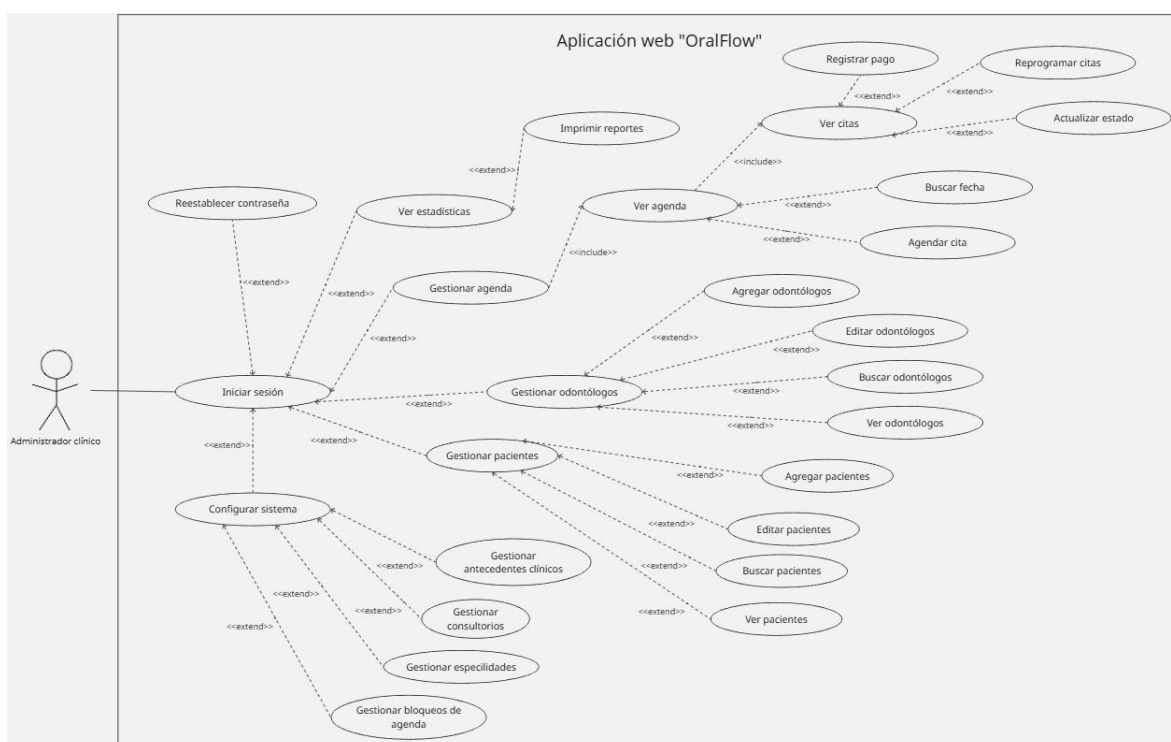 Aplicación web "OralFlow"
Registrar pago
Reprogramar citas
<<extend>>
<<extend>>
Ver citas
Actualizar estado
<<extend>>
Imprimir reportes
<<include>>
<<extend>>
Buscar fecha
Reestablecer contraseña
Ver estadísticas
Ver agenda
<<extend>>
<<extend>>
Agendar cita
<<include>>
<<extend>>
<<extend>>
Gestionar agenda
Agregar odontólogos
<<extend>>
<<extend>>
Editar odontólogos
<<extend>>
Buscar odontólogos
Iniciar sesión
Gestionar odontólogos
<<extend>>
<<extend>>
Ver odontólogos
<<extend>>
Administrador clínico
<<extend>>
<<extend>>
Gestionar pacientes
<<extend>>
Agregar pacientes
Configurar sistema
<<extend>>
Editar pacientes
Gestionar
antecedentes clínicos
<<extend>>
<<extend>>
Buscar pacientes
<<extend>>
Gestionar
consultorios
<<extend>>
Ver pacientes
<<extend>>
<<extend>>
Gestionar especilidades
Gestionar bloqueos de
agenda